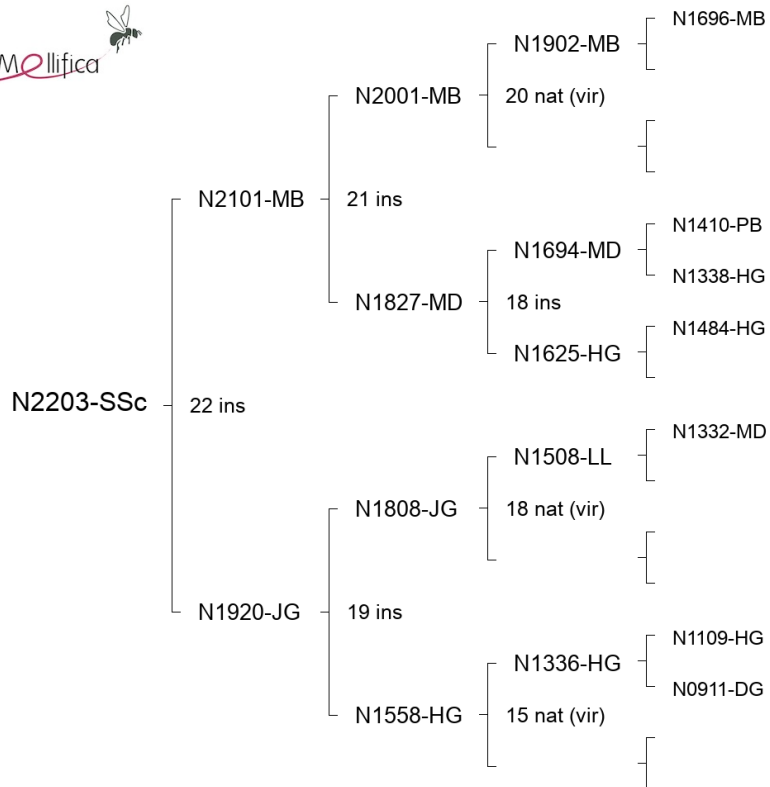 N1696-MB
N1902-MB
Mellifica
N2001-MB
20 nat (vir)
N2101-MB
21 ins
N1410-PB
N1694-MD
N1338-HG
N1827-MD
18 ins
N1484-HG
N1625-HG
N2203-SSc
22 ins
N1332-MD
N1508-LL
N1808-JG
18 nat (vir)
N1920-JG
19 ins
N1109-HG
N1336-HG
N0911-DG
N1558-HG
15 nat (vir)